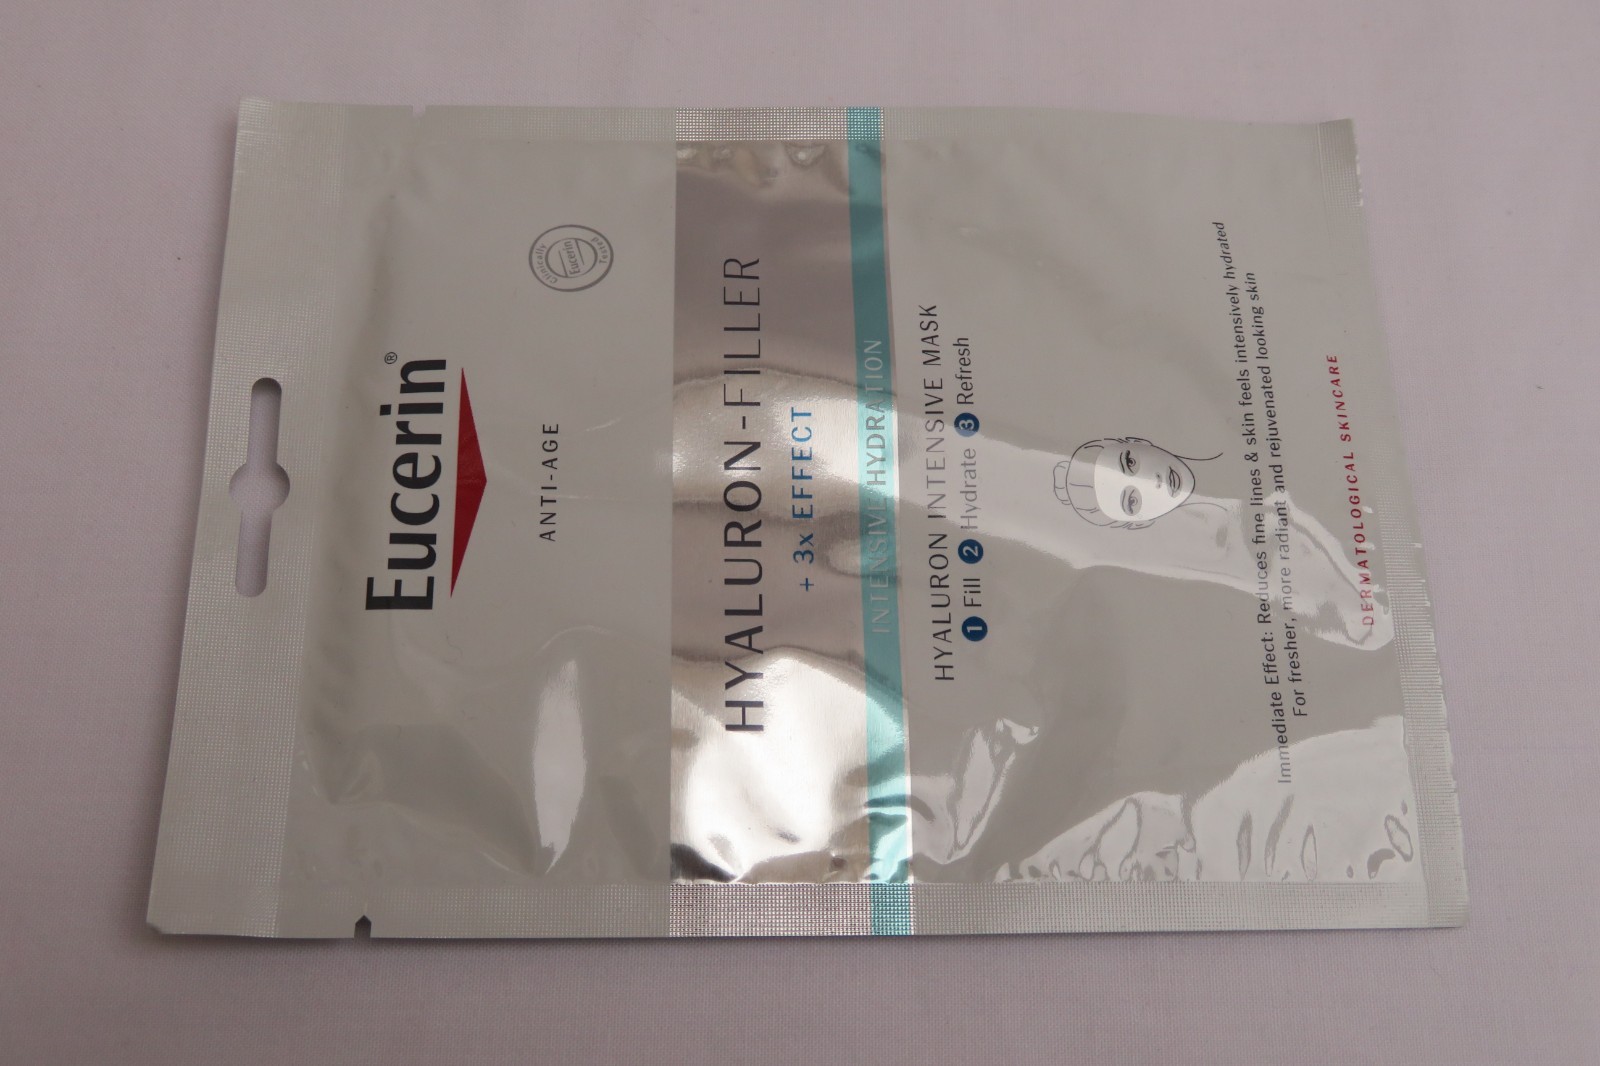 Eucerin®
ANTI-AGE
Clinically Tested
Eucerin
HYALURON-FILLER
+ 3x EFFECT
INTENSIVE HYDRATION
HYALURON INTENSIVE MASK
1 Fill 2 Hydrate 3 Refresh
Immediate Effect: Reduces fine lines & skin feels intensively hydrated
For fresher, more radiant and rejuvenated looking skin
DERMATOLOGICAL SKINCARE